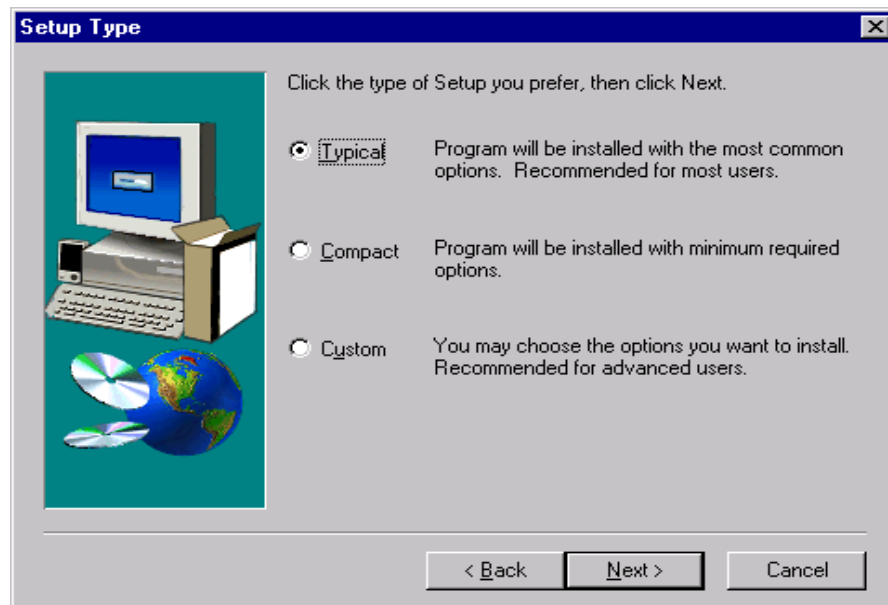 Setup Type
Click the type of Setup you prefer, then click Next.
Typical
Program will be installed with the most common
options.  Recommended for most users.
Compact
Program will be installed with minimum required
options.
Custom
You may choose the options you want to install.
Recommended for advanced users.
< Back
Next >
Cancel